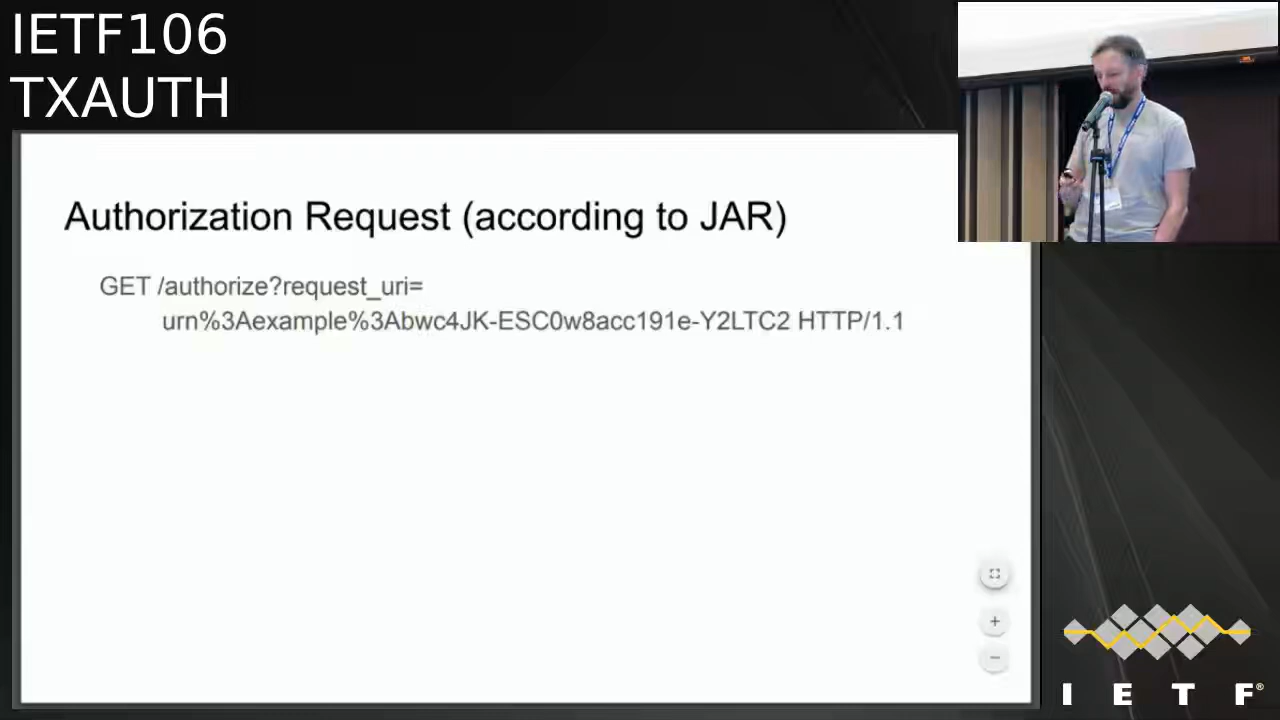 IETF106
TXAUTH
Authorization Request (according to JAR)
GET /authorize?request_uri=
urn%3Aexample%3Abwc4JK-ESC0w8acc191e-Y2LTC2 HTTP/1.1
I E T F®